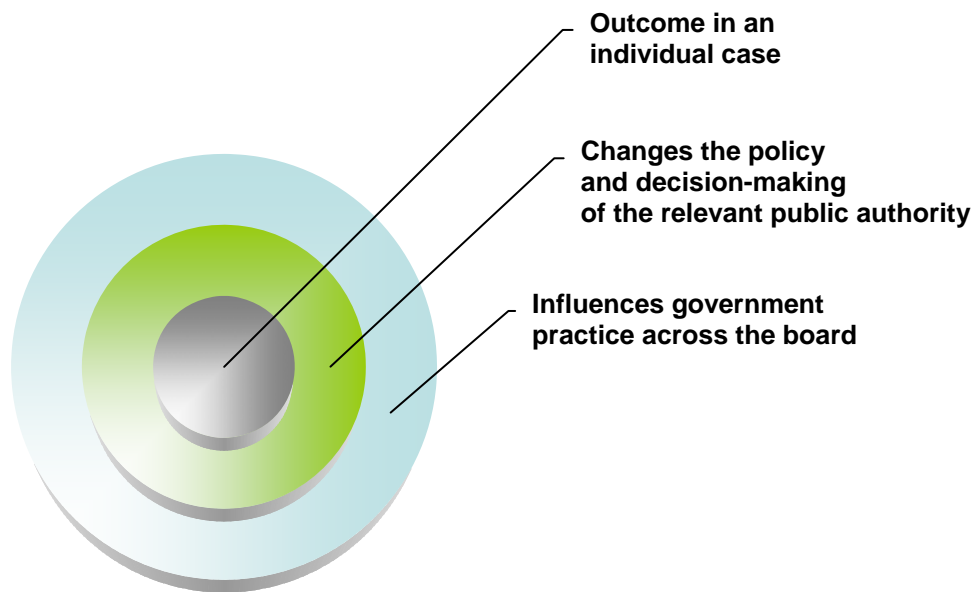 Outcome in an
individual case
Changes the policy
and decision-making
of the relevant public authority
Influences government
practice across the board